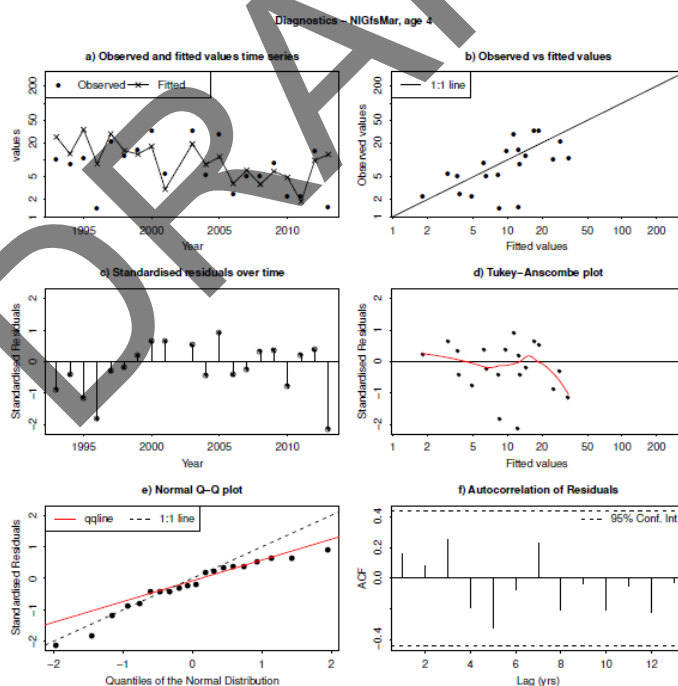 Diagnostics − NIGfsMar, age 4
a) Observed and fitted values time series
Observed Fitted
values
1 2 5 20 50 200
1995 2000 2005 2010
Year
b) Observed vs fitted values
1:1 line
Observed values
1 2 5 20 50 200
1 2 5 10 20 50 100 200
Fitted values
c) Standardised residuals over time
Standardised Residuals
−2 −1 0 1 2
1995 2000 2005 2010
Year
d) Tukey−Anscombe plot
Standardised Residuals
−2 −1 0 1 2
1 2 5 10 20 50 100 200
Fitted values
e) Normal Q−Q plot
qqline 1:1 line
Standardised Residuals
−2 −1 0 1 2
−2 −1 0 1 2
Quantiles of the Normal Distribution
f) Autocorrelation of Residuals
95% Conf. Int
ACF
−0.4 0.0 0.2 0.4
2 4 6 8 10 12
Lag (yrs)
DRA